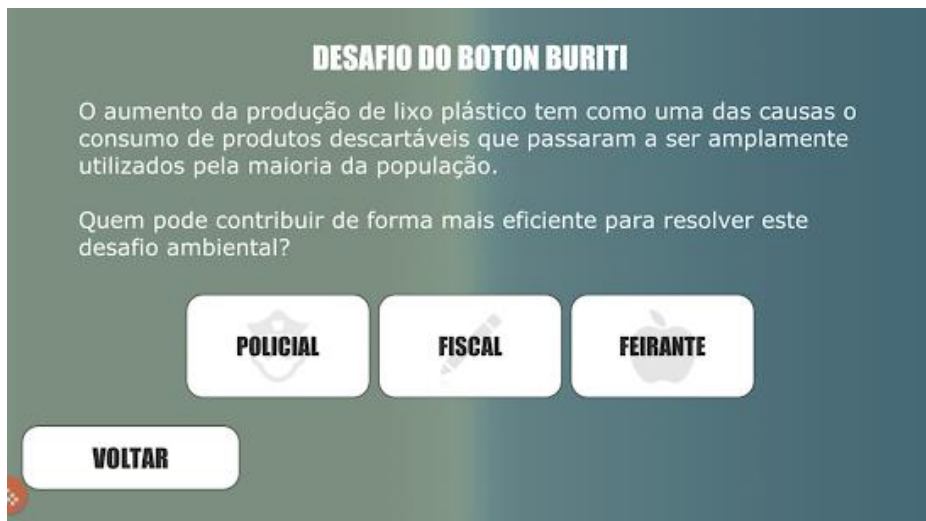 DESAFIO DO BOTON BURITI
O aumento da produção de lixo plástico tem como uma das causas o
consumo de produtos descartáveis que passaram a ser amplamente
utilizados pela maioria da população.
Quem pode contribuir de forma mais eficiente para resolver este
desafio ambiental?
POLICIAL
FISCAL
FEIRANTE
VOLTAR